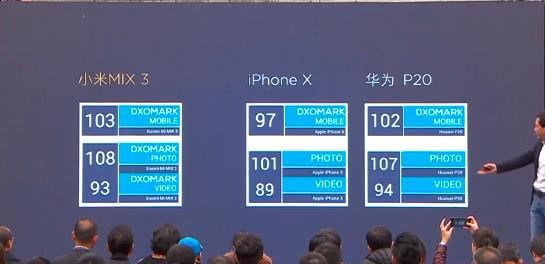 小米MIX 3
103 DXOMARK
MOBILE
Xiaomi Mi MIX 3
108 DXOMARK
PHOTO
Xiaomi Mi MIX 3
93 DXOMARK
VIDEO
Xiaomi Mi MIX 3
iPhone X
97 DXOMARK
MOBILE
Apple iPhone X
101 PHOTO
Apple iPhone X
89 VIDEO
Apple iPhone X
华为 P20
102 DXOMARK
MOBILE
Huawei P20
107 PHOTO
Huawei P20
94 VIDEO
Huawei P20